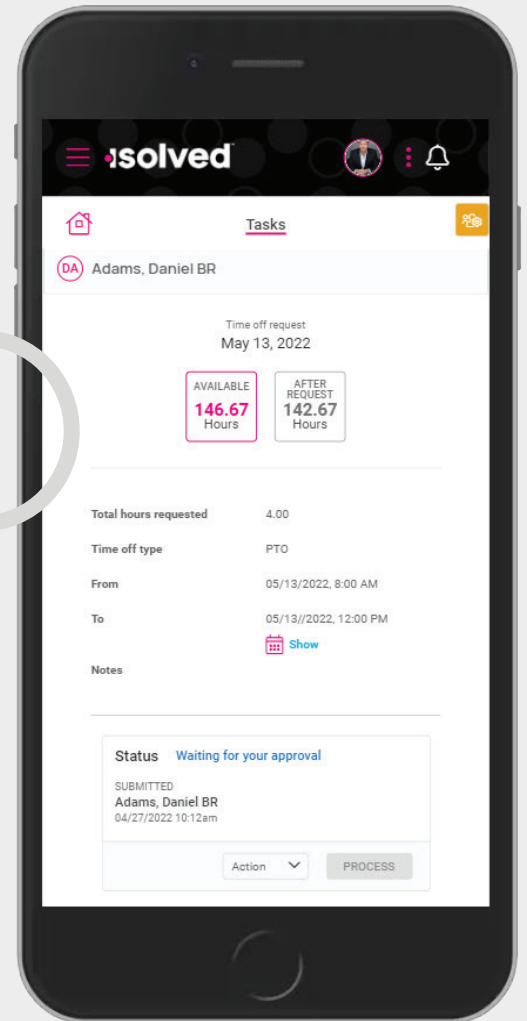 isolved
Tasks
DA Adams, Daniel BR
Time off request
May 13, 2022
AVAILABLE
146.67
Hours
AFTER
REQUEST
142.67
Hours
Total hours requested 4.00
Time off type PTO
From 05/13/2022, 8:00 AM
To 05/13//2022, 12:00 PM
Show
Notes
Status Waiting for your approval
SUBMITTED
Adams, Daniel BR
04/27/2022 10:12am
Action PROCESS